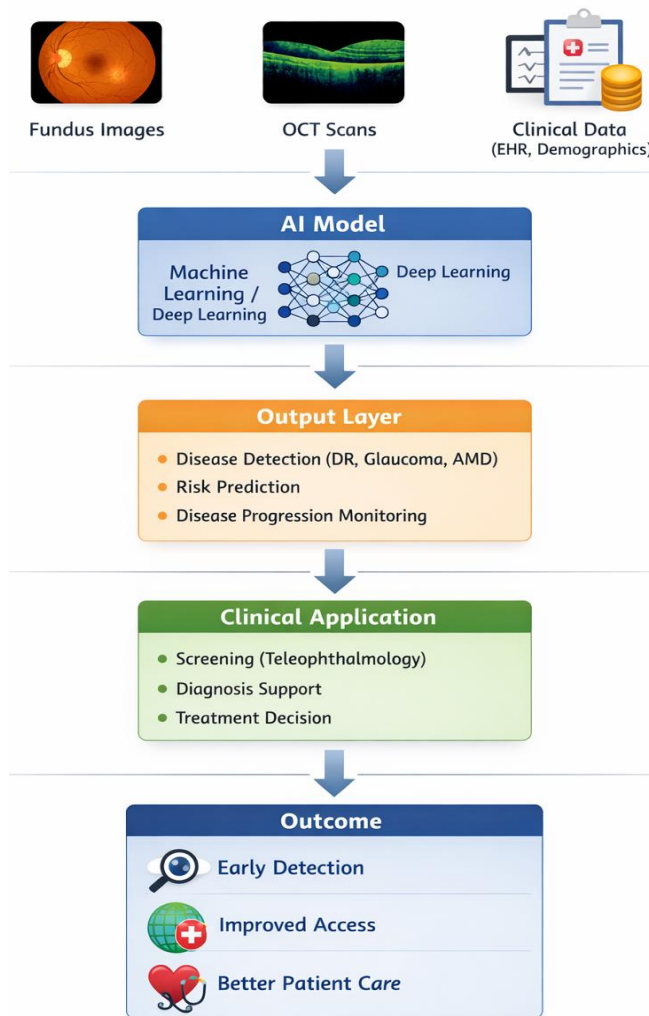 Fundus Images
OCT Scans
Clinical Data
(EHR, Demographics)
AI Model
Machine
Learning /
Deep Learning
Deep Learning
Output Layer
• Disease Detection (DR, Glaucoma, AMD)
• Risk Prediction
• Disease Progression Monitoring
Clinical Application
• Screening (Teleophthalmology)
• Diagnosis Support
• Treatment Decision
Outcome
Early Detection
Improved Access
Better Patient Care